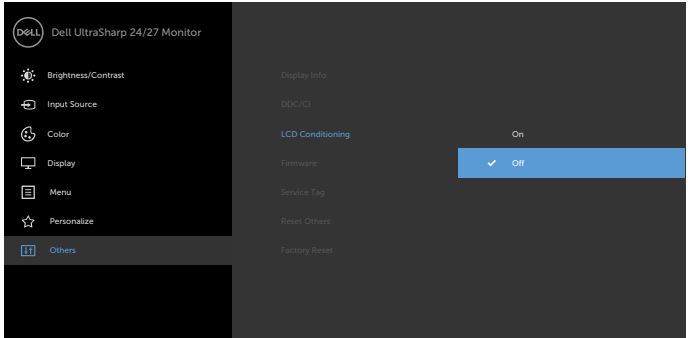 DELL
Dell UltraSharp 24/27 Monitor
Brightness/Contrast
Input Source
Color
Display
Menu
Personalize
Others
Display Info
DDC/CI
LCD Conditioning
Firmware
Service Tag
Reset Others
Factory Reset
On
Off